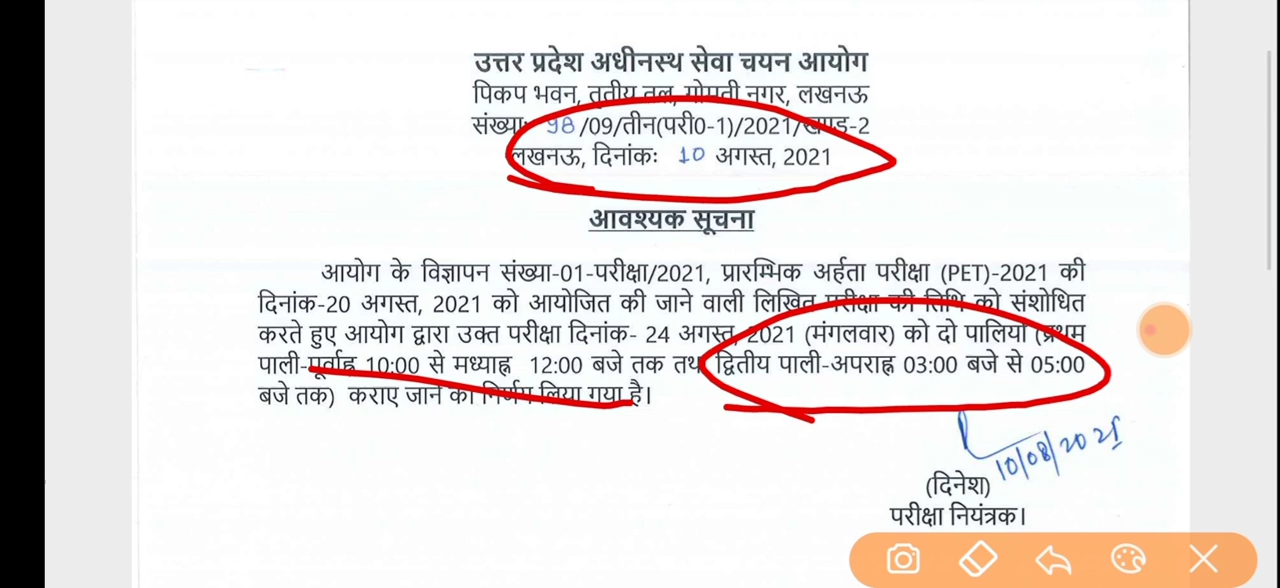 उत्तर प्रदेश अधीनस्थ सेवा चयन आयोग
पिकप भवन, तृतीय तल, गोमती नगर, लखनऊ
संख्याः 98/09/तीन(परी0-1)/2021/खण्ड-2
लखनऊ, दिनांकः 10 अगस्त, 2021
आवश्यक सूचना
आयोग के विज्ञापन संख्या-01-परीक्षा/2021, प्रारम्भिक अर्हता परीक्षा (PET)-2021 की
दिनांक-20 अगस्त, 2021 को आयोजित की जाने वाली लिखित परीक्षा की तिथि को संशोधित
करते हुए आयोग द्वारा उक्त परीक्षा दिनांक- 24 अगस्त, 2021 (मंगलवार) को दो पालियों (प्रथम
पाली-पूर्वाह्न 10:00 से मध्याह्न 12:00 बजे तक तथा द्वितीय पाली-अपराह्न 03:00 बजे से 05:00
बजे तक) कराए जाने का निर्णय लिया गया है।
10/08/2021
(दिनेश)
परीक्षा नियंत्रक।